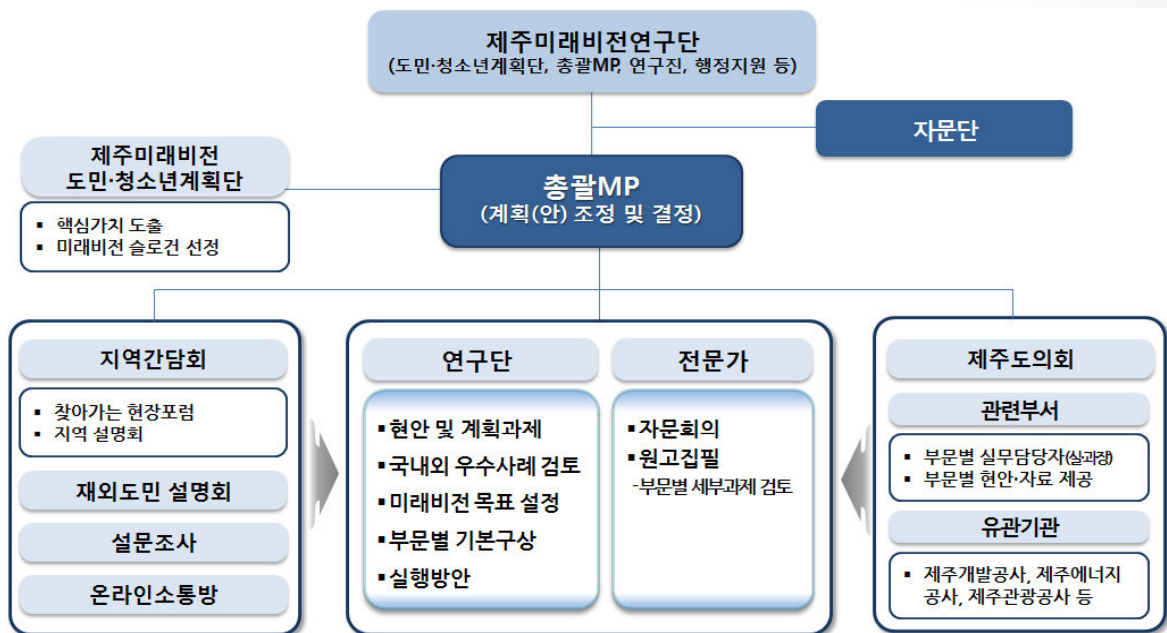 제주미래비전연구단
(도민·청소년계획단, 총괄MP, 연구진, 행정지원 등)
자문단
제주미래비전
도민·청소년계획단
▪ 핵심가치 도출
▪ 미래비전 슬로건 선정
총괄MP
(계획(안) 조정 및 결정)
지역간담회
▪ 찾아가는 현장포럼
▪ 지역 설명회
재외도민 설명회
설문조사
온라인소통방
연구단
▪현안 및 계획과제
▪국내외 우수사례 검토
▪미래비전 목표 설정
▪부문별 기본구상
▪실행방안
전문가
▪자문회의
▪원고집필
-부문별 세부과제 검토
제주도의회
관련부서
▪ 부문별 실무담당자(실과장)
▪ 부문별 현안·자료 제공
유관기관
▪ 제주개발공사, 제주에너지
공사, 제주관광공사 등